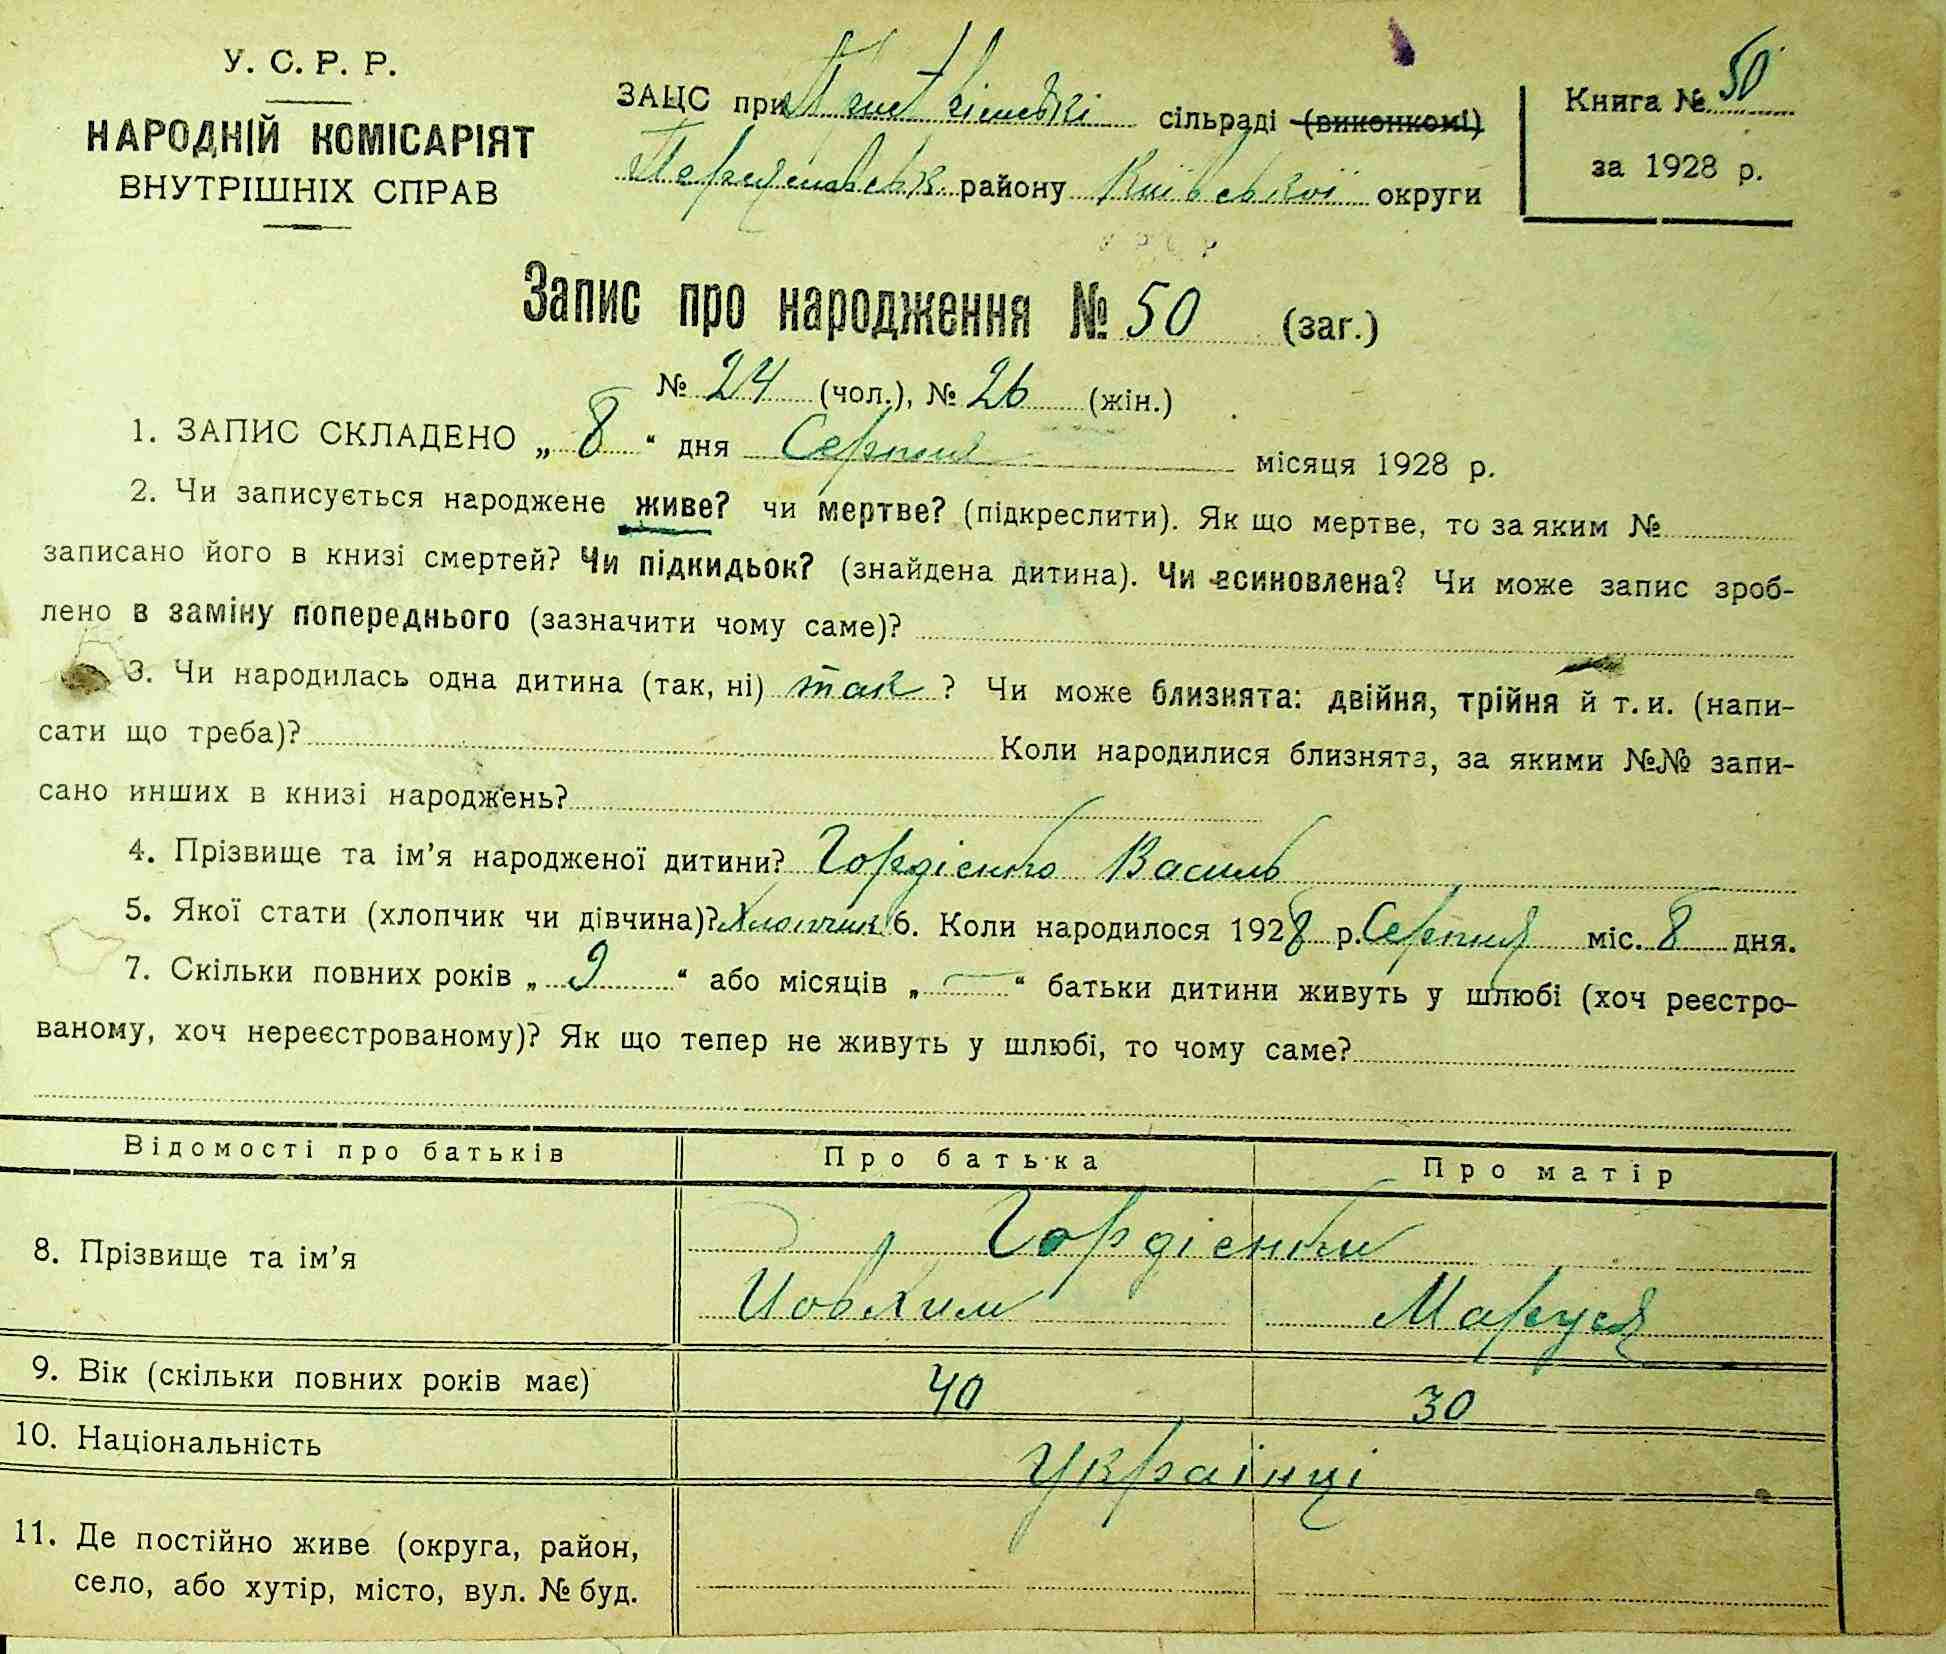 У. С. Р. Р.
НАРОДНІЙ КОМІСАРІЯТ
ВНУТРІШНІХ СПРАВ
ЗАЦС при сільраді (виконкомі)
Переяславськ. району Київської округи
Книга № 50
за 1928 р.
Запис про народження № 50 (заг.)
№ 24 (чол.), № 26 (жін.)
1. ЗАПИС СКЛАДЕНО „ 8 “ дня Серпня місяця 1928 р.
2. Чи записується народжене живе? чи мертве? (підкреслити). Як що мертве, то за яким №
записано його в книзі смертей? Чи підкидьок? (знайдена дитина). Чи всиновлена? Чи може запис зроб-
лено в заміну попереднього (зазначити чому саме)?
3. Чи народилась одна дитина (так, ні) так ? Чи може близнята: двійня, трійня й т. и. (напи-
сати що треба)? Коли народилися близнята, за якими №№ запи-
сано инших в книзі народжень?
4. Прізвище та ім’я народженої дитини? Гордієнко Василь
5. Якої стати (хлопчик чи дівчина)? Хлопчик 6. Коли народилося 1928 р. Серпня міс. 8 дня.
7. Скільки повних років „ 9 “ або місяців „ — “ батьки дитини живуть у шлюбі (хоч реєстро-
ваному, хоч нереєстрованому)? Як що тепер не живуть у шлюбі, то чому саме?
Відомості про батьків Про батька Про матір
8. Прізвище та ім’я Гордієнки
Йовхим Маруся
9. Вік (скільки повних років має) 40 30
10. Національність Українці
11. Де постійно живе (округа, район,
село, або хутір, місто, вул. № буд.